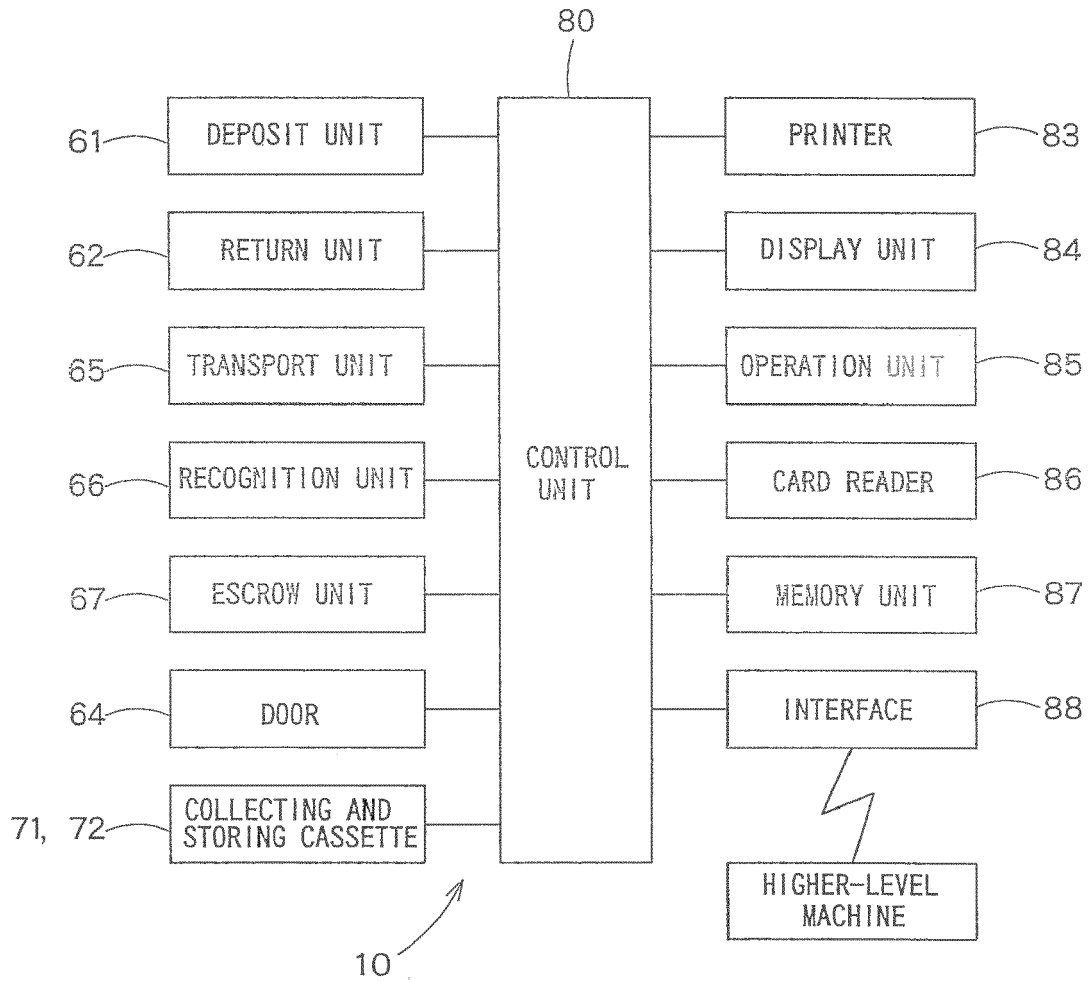 80
61
DEPOSIT UNIT
PRINTER
83
62
RETURN UNIT
DISPLAY UNIT
84
65
TRANSPORT UNIT
OPERATION UNIT
85
66
RECOGNITION UNIT
CONTROL
UNIT
CARD READER
86
67
ESCROW UNIT
MEMORY UNIT
87
64
DOOR
INTERFACE
88
71, 72
COLLECTING AND
STORING CASSETTE
HIGHER-LEVEL
MACHINE
10